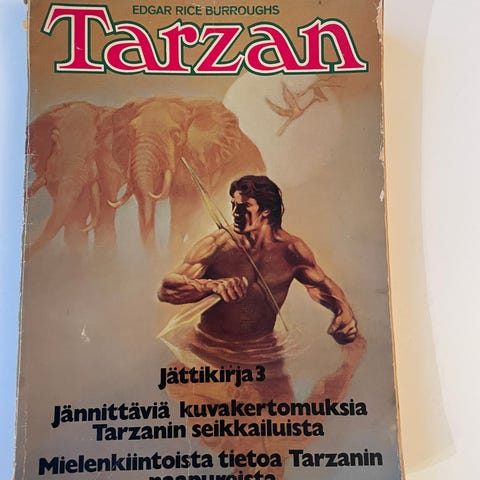 EDGAR RICE BURROUGHS
Tarzan
Jättikirja 3
Jännittäviä kuvakertomuksia
Tarzanin seikkailuista
Mielenkiintoista tietoa Tarzanin